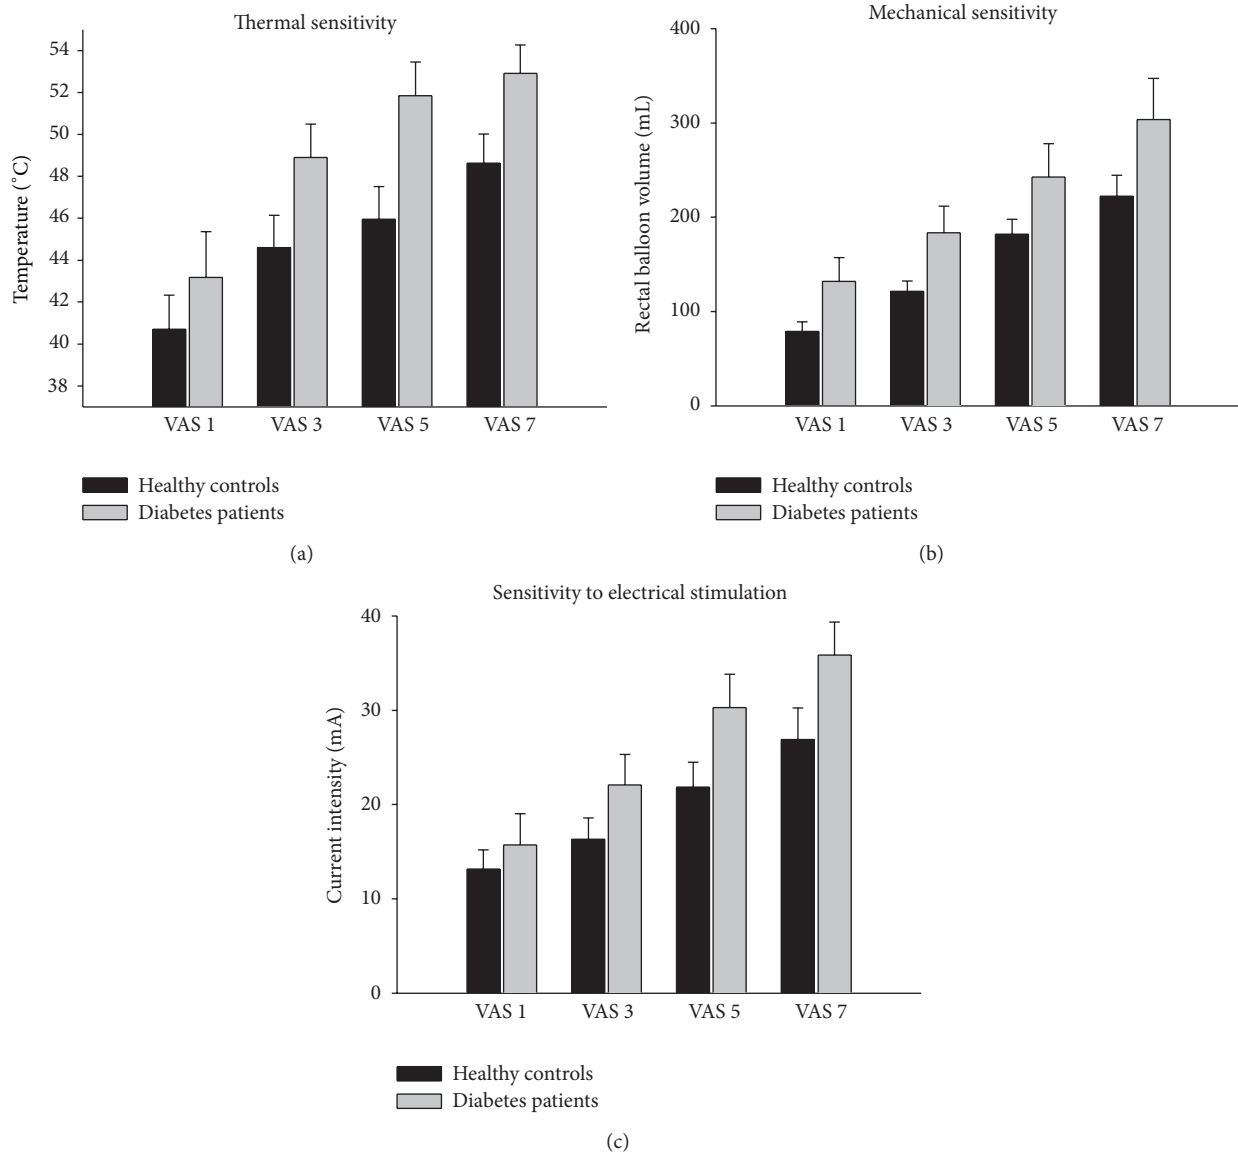 Thermal sensitivity
Temperature (°C)
54
52
50
48
46
44
42
40
38
VAS 1 VAS 3 VAS 5 VAS 7
Healthy controls
Diabetes patients
(a)
Mechanical sensitivity
Rectal balloon volume (mL)
400
300
200
100
0
VAS 1 VAS 3 VAS 5 VAS 7
Healthy controls
Diabetes patients
(b)
Sensitivity to electrical stimulation
Current intensity (mA)
40
30
20
10
0
VAS 1 VAS 3 VAS 5 VAS 7
Healthy controls
Diabetes patients
(c)